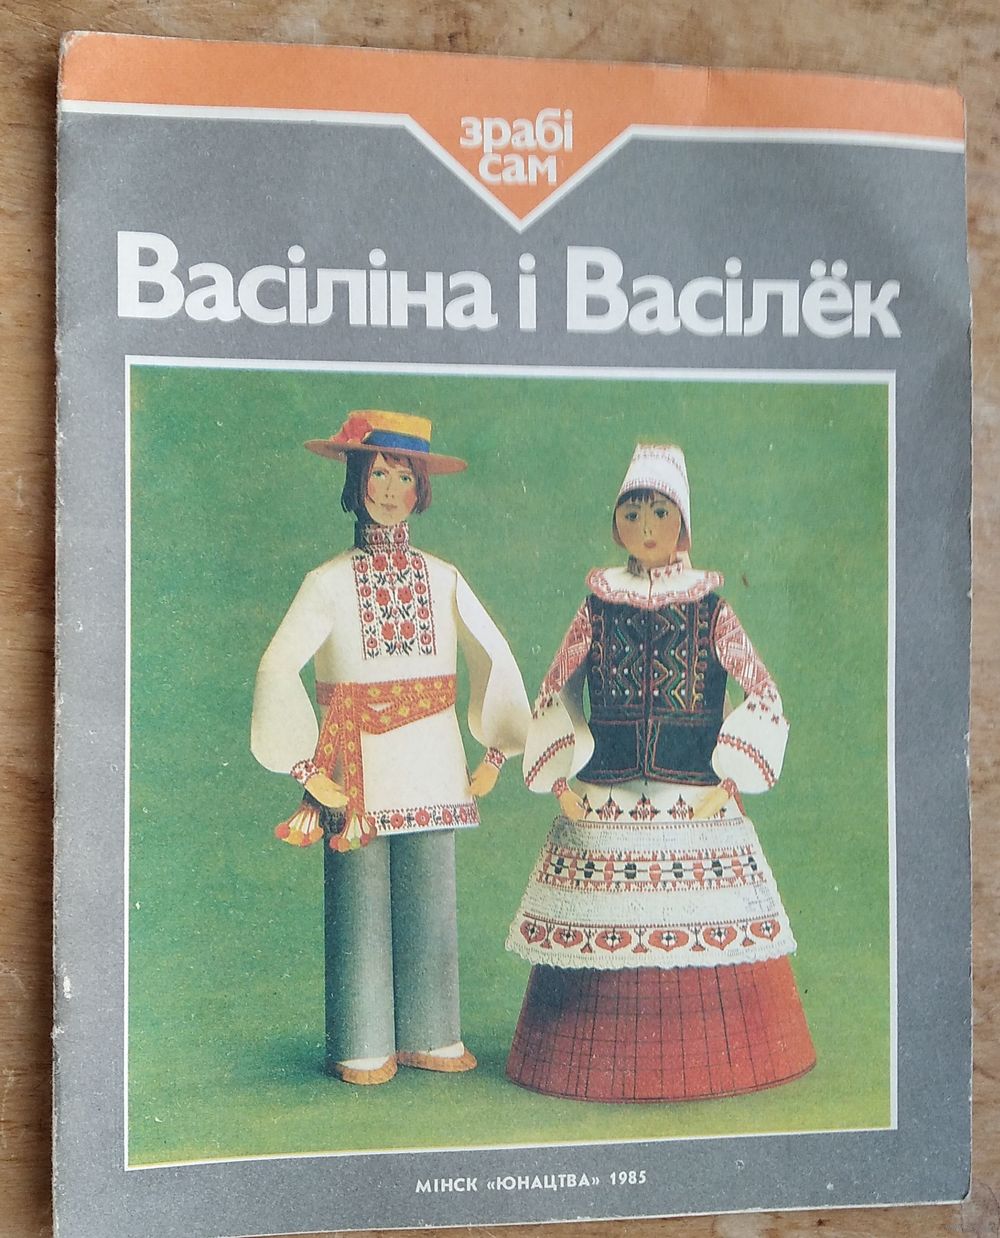 зрабі
сам
Васіліна і Васілёк
МІНСК «ЮНАЦТВА» 1985